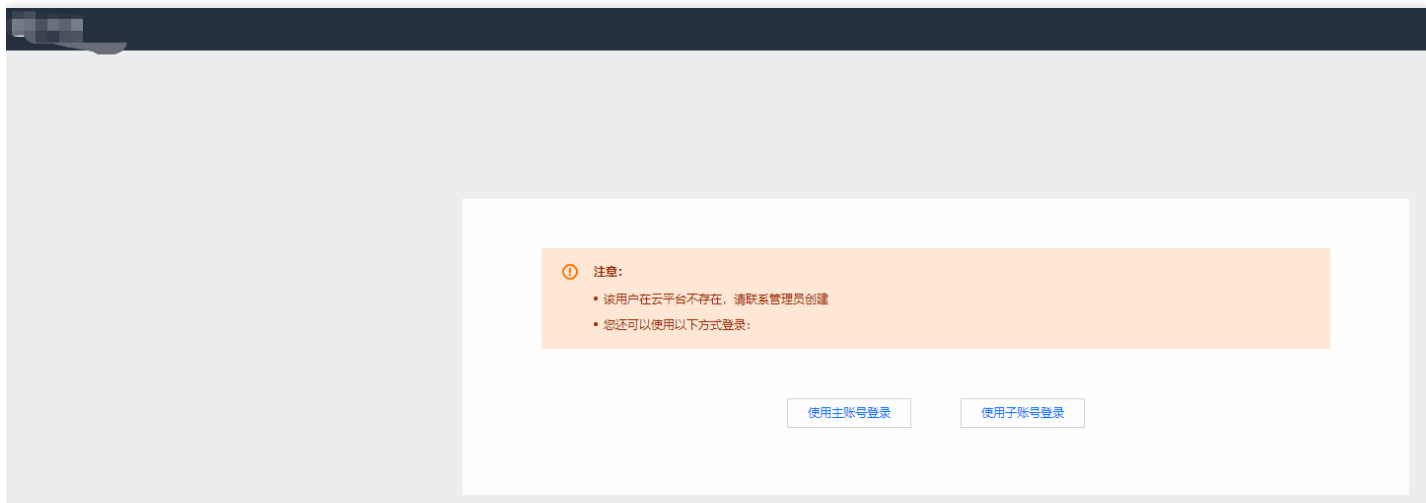 注意：
• 该用户在云平台不存在，请联系管理员创建
• 您还可以使用以下方式登录：
使用主账号登录
使用子账号登录